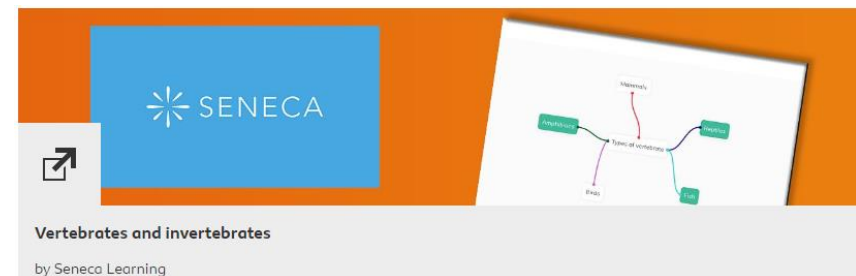 SENECA
Mammals
Amphibians
Reptiles
Types of vertebrate
Birds
Fish
Vertebrates and invertebrates
by Seneca Learning